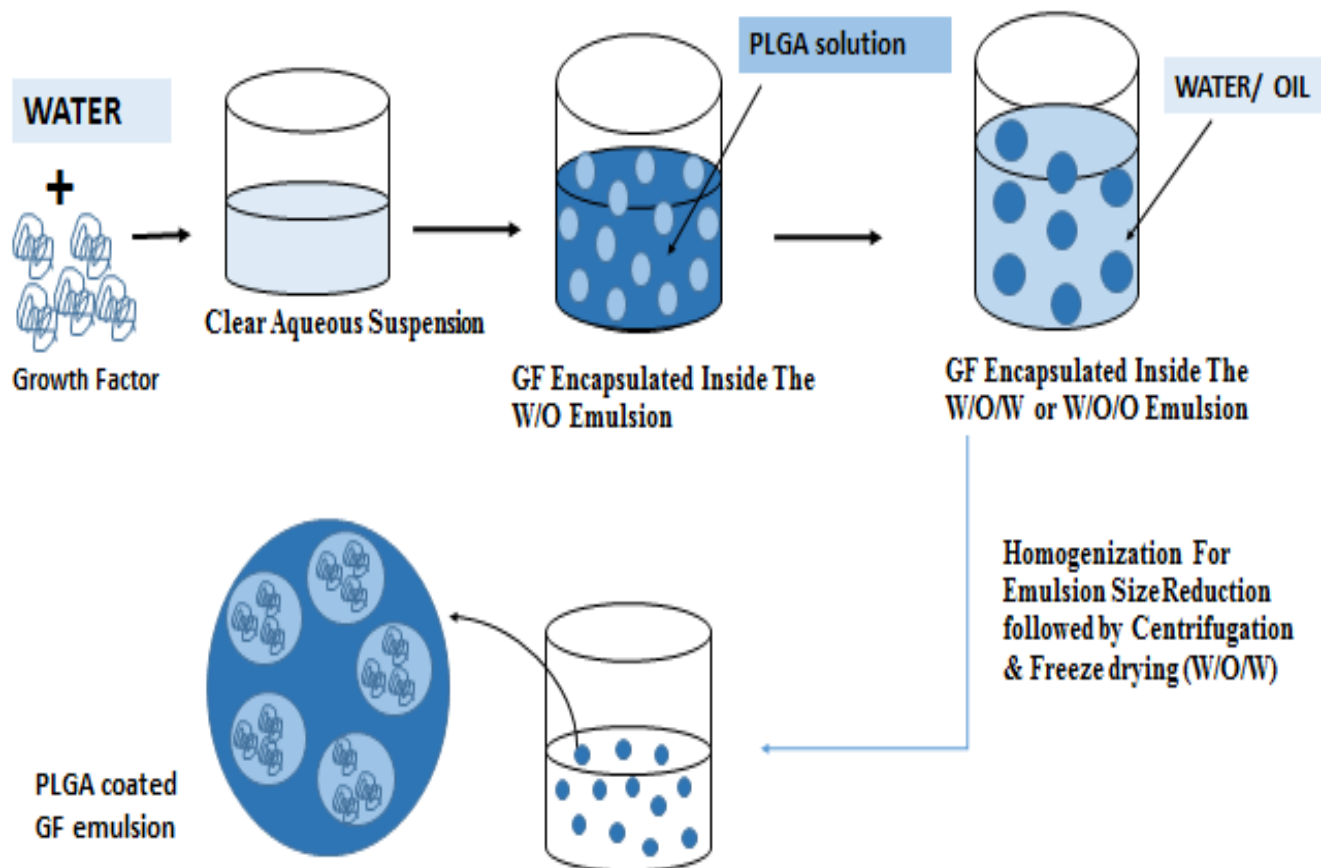 WATER
+
Growth Factor
Clear Aqueous Suspension
PLGA solution
GF Encapsulated Inside The
W/O Emulsion
WATER/ OIL
GF Encapsulated Inside The
W/O/W or W/O/O Emulsion
Homogenization For
Emulsion Size Reduction
followed by Centrifugation
& Freeze drying (W/O/W)
PLGA coated
GF emulsion